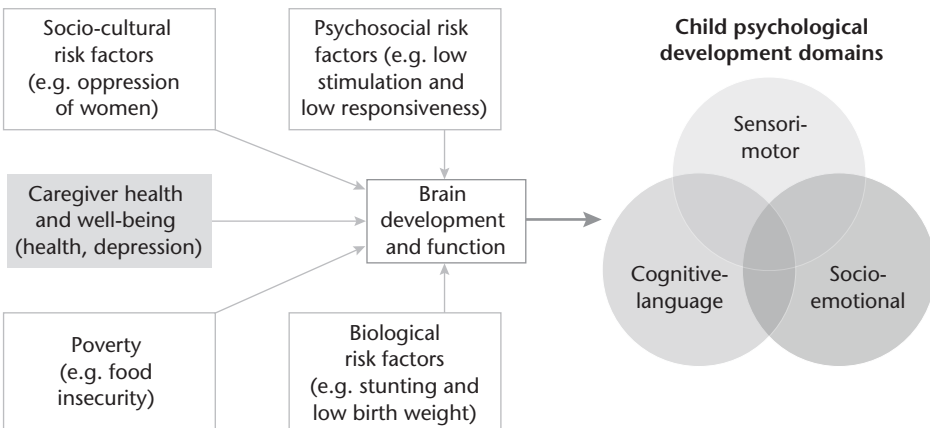 Socio-cultural
risk factors
(e.g. oppression
of women)
Psychosocial risk
factors (e.g. low
stimulation and
low responsiveness)
Child psychological
development domains
Sensori-
motor
Caregiver health
and well-being
(health, depression)
Brain
development
and function
Cognitive-
language
Socio-
emotional
Poverty
(e.g. food
insecurity)
Biological
risk factors
(e.g. stunting and
low birth weight)